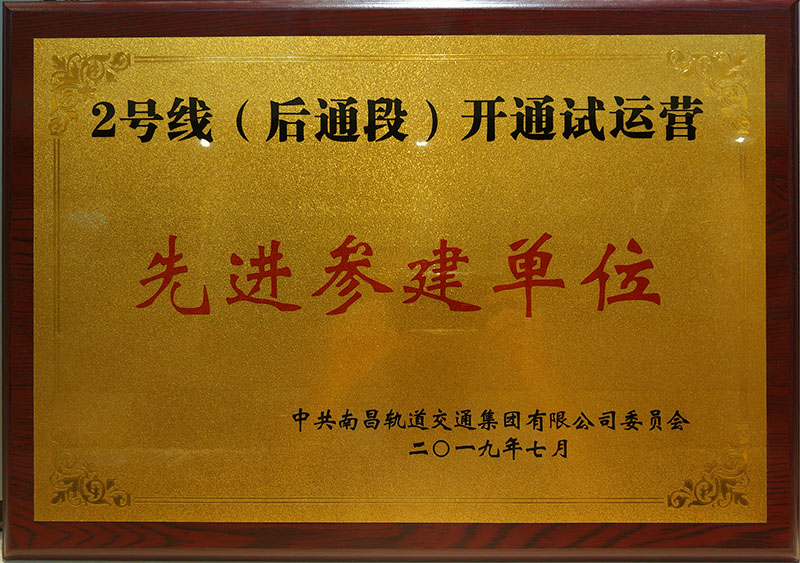 2号线（后通段）开通试运营
先进参建单位
中共南昌轨道交通集团有限公司委员会
二〇一九年七月